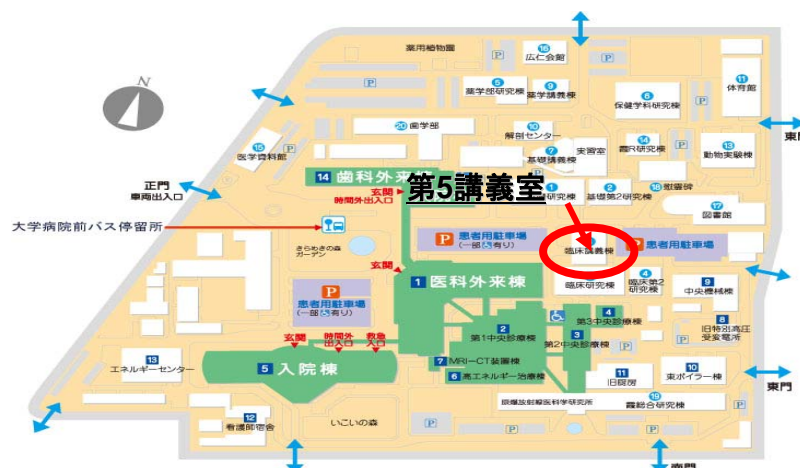 N
薬用植物園
P
16
広仁会館
P
5
薬学部研究棟
9
薬学講義棟
6
保健学科研究棟
P
11
体育館
20 歯学部
P
10
解剖センター
7
基礎講義棟
実習室
14
霞R研究棟
P
13
動物実験棟
東門
15
医学資料館
P
正門
車両出入口
14 歯科外来棟
玄関
時間外出入口
第5講義室
1
2
基礎第2研究棟
18 慰霊碑
17
図書館
大学病院前バス停留所
きらめきの森
ガーデン
P 患者用駐車場
(一部 有り)
臨床講義棟
P 患者用駐車場
玄関
1 医科外来棟
臨床研究棟
4
臨床第2
研究棟
9
中央機械棟
P
患者用駐車場
(一部 有り)
玄関
時間外
出入口
救急
入口
2
第1中央診療棟
4
第3中央診療棟
3
第2中央診療棟
8
旧特別高圧
受変電所
P
13
エネルギーセンター
5 入院棟
7 MRI-CT装置棟
6 高エネルギー治療棟
11
旧厨房
10
東ボイラー棟
東門
12
看護師宿舎
いこいの森
P
原爆放射線医科学研究所
19
霞総合研究棟
P
P
P
P
南門